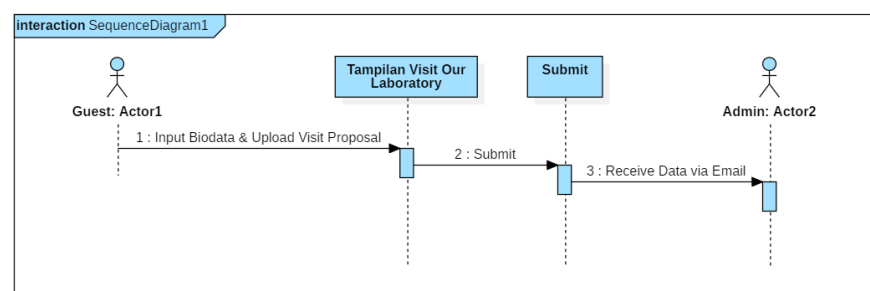 interaction SequenceDiagram1
Tampilan Visit Our
Laboratory
Submit
Guest: Actor1
Admin: Actor2
1 : Input Biodata & Upload Visit Proposal
2 : Submit
3 : Receive Data via Email